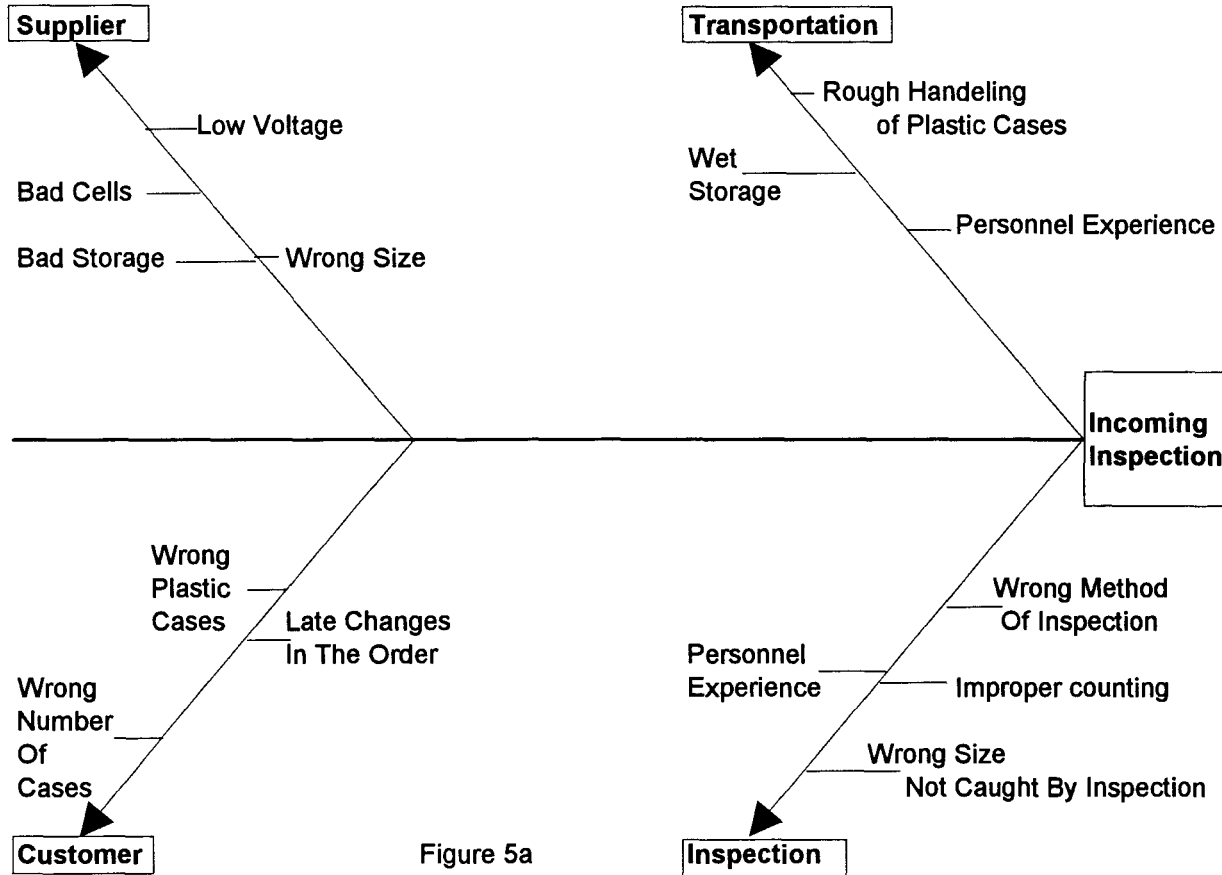 Supplier
Low Voltage
Bad Cells
Bad Storage
Wrong Size
Transportation
Rough Handeling
of Plastic Cases
Wet
Storage
Personnel Experience
Incoming
Inspection
Wrong
Plastic
Cases
Late Changes
In The Order
Wrong
Number
Of
Cases
Customer
Wrong Method
Of Inspection
Personnel
Experience
Improper counting
Wrong Size
Not Caught By Inspection
Inspection
Figure 5a